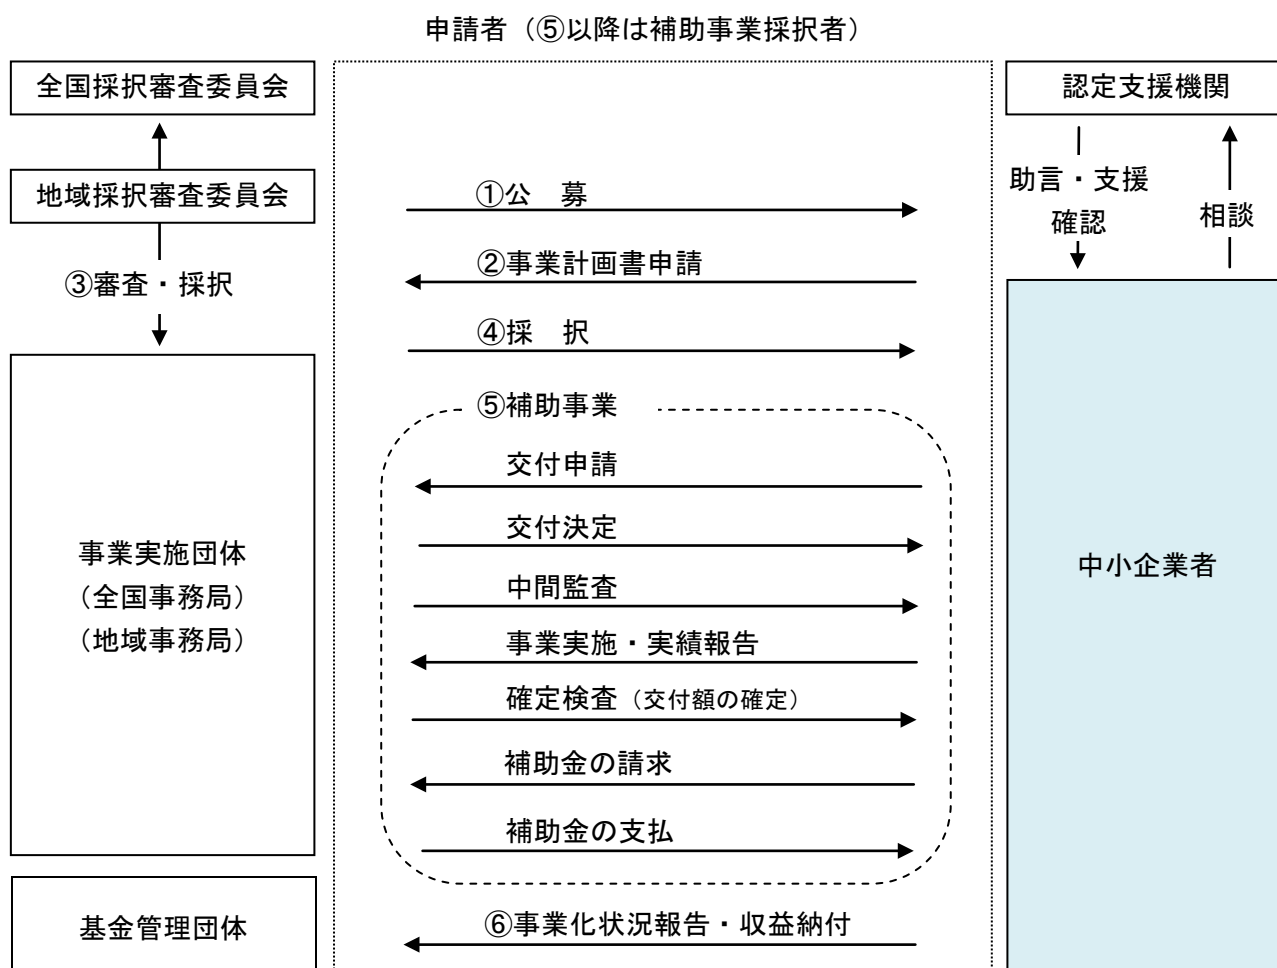 申請者（⑤以降は補助事業採択者）
全国採択審査委員会
地域採択審査委員会
③審査・採択
事業実施団体
（全国事務局）
（地域事務局）
基金管理団体
①公　募
②事業計画書申請
④採　択
⑤補助事業
交付申請
交付決定
中間監査
事業実施・実績報告
確定検査（交付額の確定）
補助金の請求
補助金の支払
⑥事業化状況報告・収益納付
認定支援機関
助言・支援
確認
相談
中小企業者